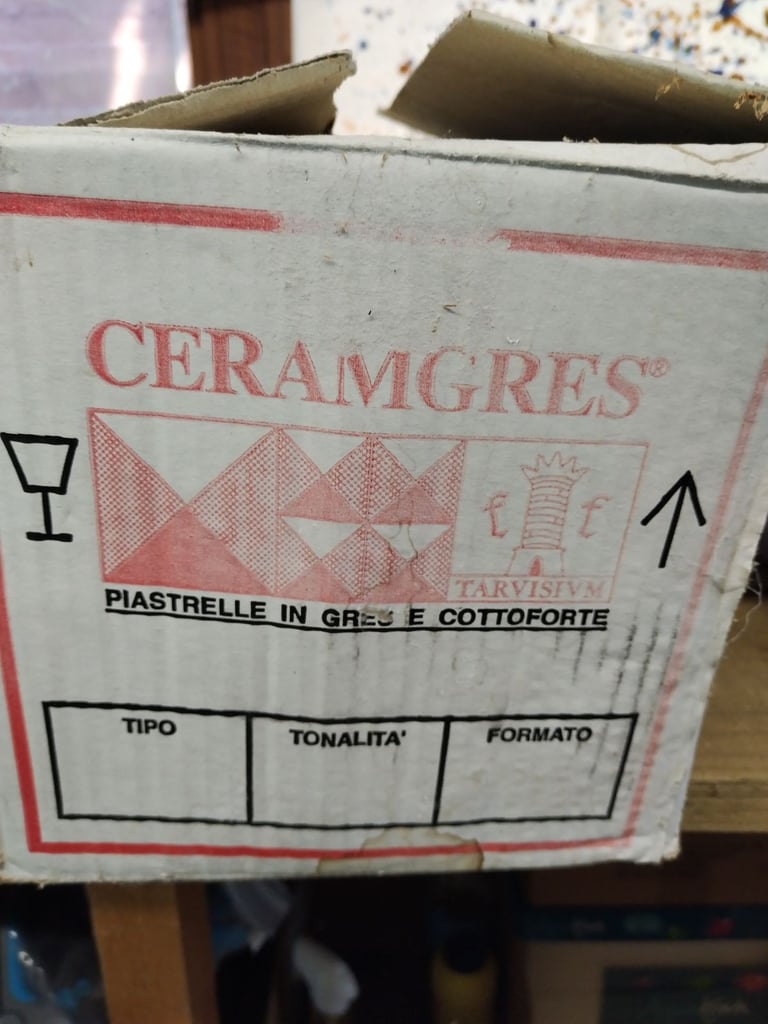 CERAMGRES®
£ £
TARVISIVM
PIASTRELLE IN GRES E COTTOFORTE
TIPO
TONALITA'
FORMATO